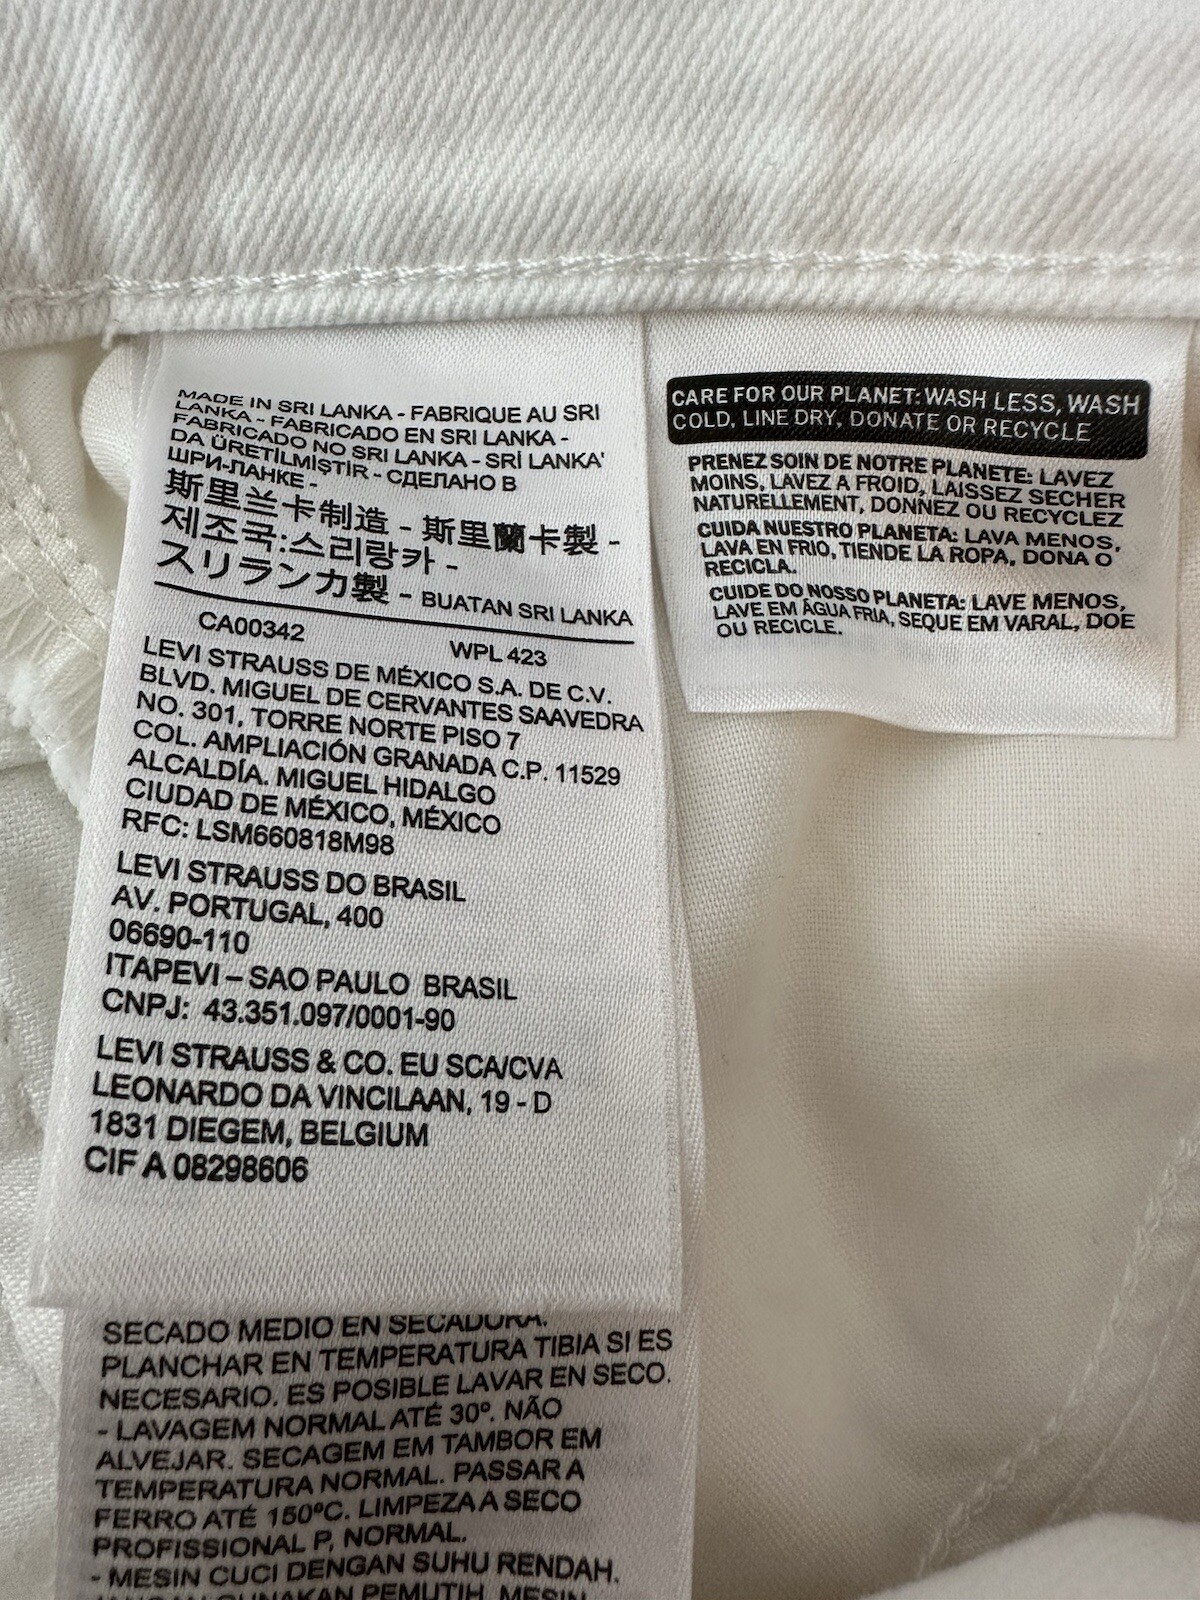 MADE IN SRI LANKA - FABRIQUE AU SRI
LANKA - FABRICADO EN SRI LANKA -
FABRICADO NO SRI LANKA - SRİ LANKA'
DA ÜRETILMİŞTİR - СДЕЛАНО В
ШРИ-ЛАНКЕ -
斯里兰卡制造 - 斯里蘭卡製 -
제조국:스리랑카 -
スリランカ製 - BUATAN SRI LANKA
CA00342 WPL 423
LEVI STRAUSS DE MÉXICO S.A. DE C.V.
BLVD. MIGUEL DE CERVANTES SAAVEDRA
NO. 301, TORRE NORTE PISO 7
COL. AMPLIACIÓN GRANADA C.P. 11529
ALCALDÍA. MIGUEL HIDALGO
CIUDAD DE MÉXICO, MÉXICO
RFC: LSM660818M98
LEVI STRAUSS DO BRASIL
AV. PORTUGAL, 400
06690-110
ITAPEVI – SAO PAULO BRASIL
CNPJ: 43.351.097/0001-90
LEVI STRAUSS & CO. EU SCA/CVA
LEONARDO DA VINCILAAN, 19 - D
1831 DIEGEM, BELGIUM
CIF A 08298606
SECADO MEDIO EN SECADORA.
PLANCHAR EN TEMPERATURA TIBIA SI ES
NECESARIO. ES POSIBLE LAVAR EN SECO.
- LAVAGEM NORMAL ATÉ 30º. NÃO
ALVEJAR. SECAGEM EM TAMBOR EM
TEMPERATURA NORMAL. PASSAR A
FERRO ATÉ 150ºC. LIMPEZA A SECO
PROFISSIONAL P, NORMAL.
- MESIN CUCI DENGAN SUHU RENDAH.
JANGAN GUNAKAN PEMUTIH. MESIN
CARE FOR OUR PLANET: WASH LESS, WASH
COLD, LINE DRY, DONATE OR RECYCLE
PRENEZ SOIN DE NOTRE PLANETE: LAVEZ
MOINS, LAVEZ A FROID, LAISSEZ SECHER
NATURELLEMENT, DONNEZ OU RECYCLEZ
CUIDA NUESTRO PLANETA: LAVA MENOS,
LAVA EN FRIO, TIENDE LA ROPA, DONA O
RECICLA.
CUIDE DO NOSSO PLANETA: LAVE MENOS,
LAVE EM ÁGUA FRIA, SEQUE EM VARAL, DOE
OU RECICLE.